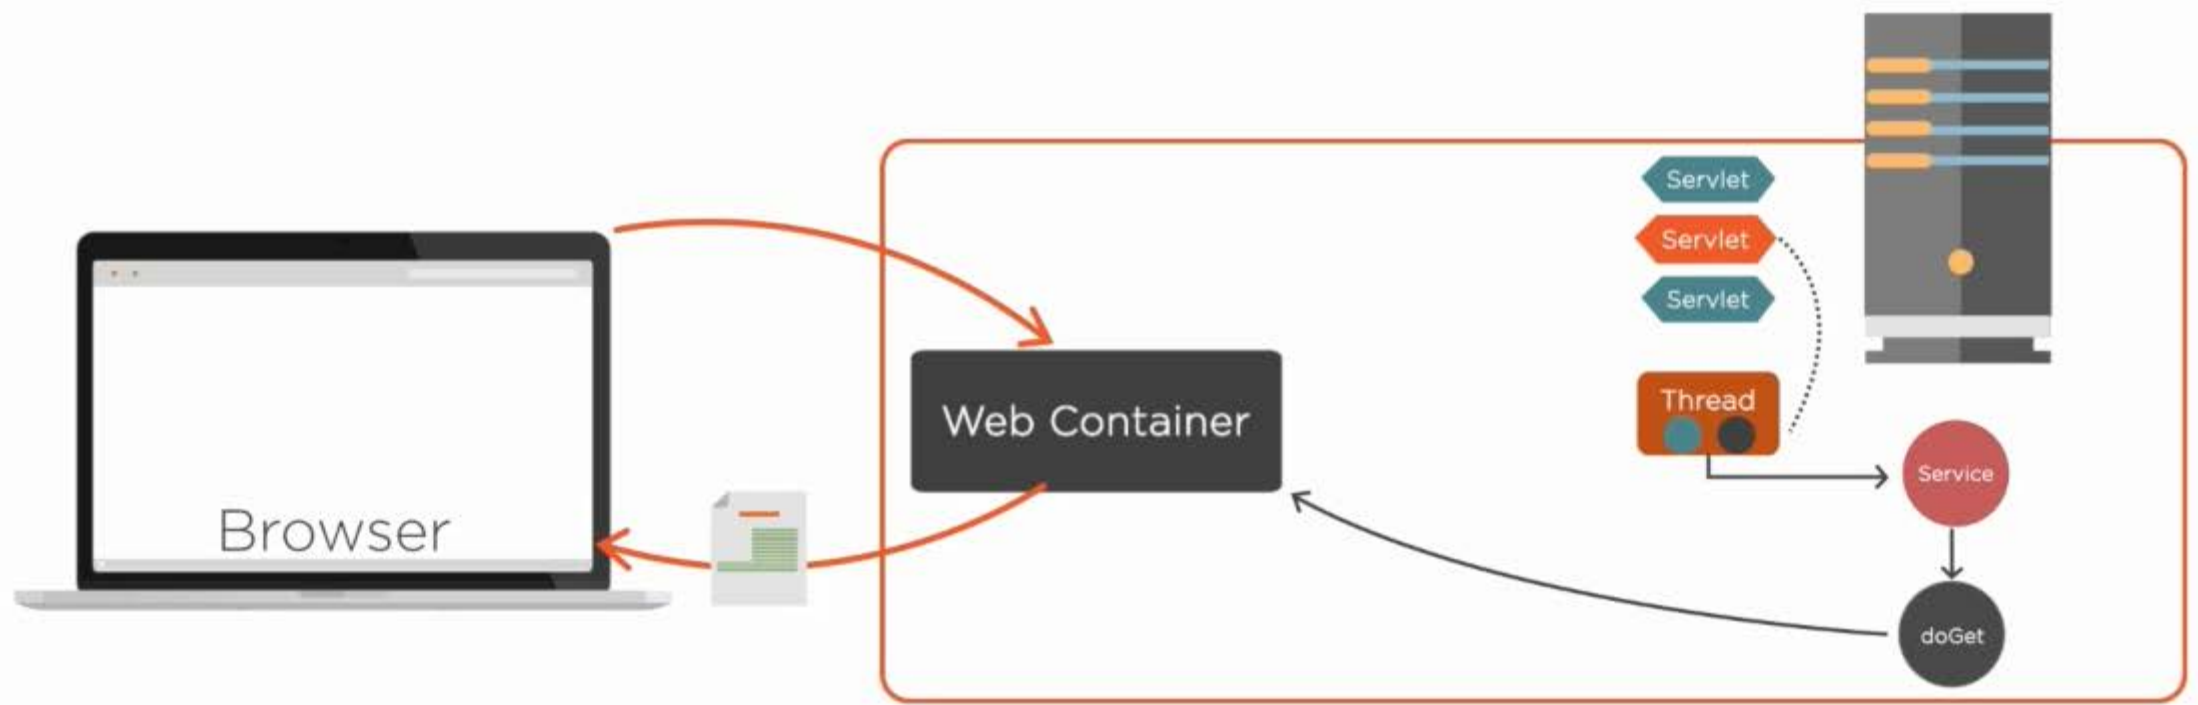 Servlet
Servlet
Servlet
Thread
Web Container
Service
Browser
doGet